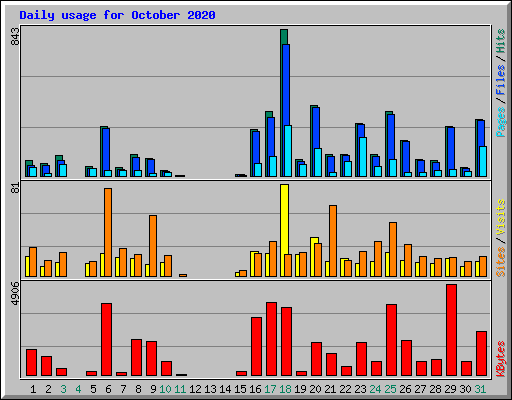 Daily usage for October 2020
843
Pages / Files / Hits
81
Sites / Visits
4906
KBytes
1 2 3 4 5 6 7 8 9 10 11 12 13 14 15 16 17 18 19 20 21 22 23 24 25 26 27 28 29 30 31